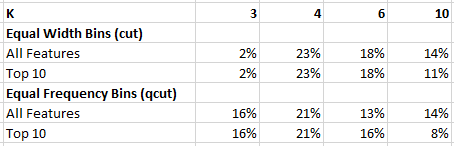 K 3 4 6 10
Equal Width Bins (cut)
All Features 2% 23% 18% 14%
Top 10 2% 23% 18% 11%
Equal Frequency Bins (qcut)
All Features 16% 21% 13% 14%
Top 10 16% 21% 16% 8%